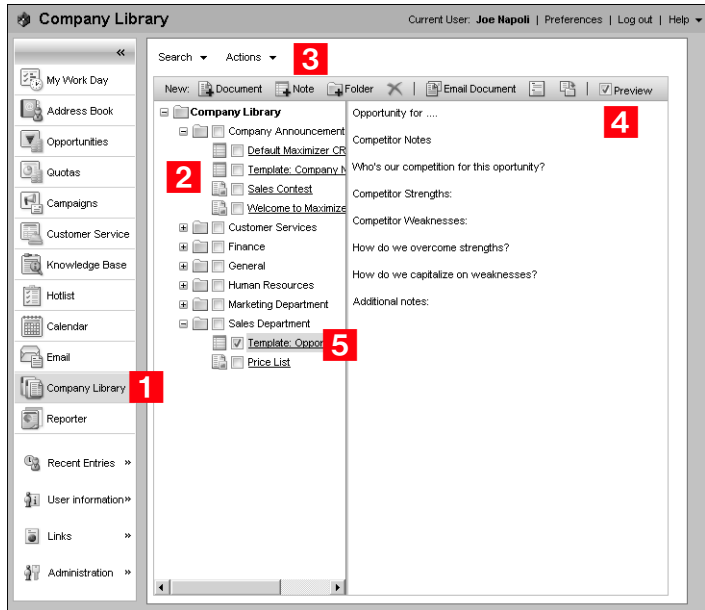 Company Library
Current User: Joe Napoli | Preferences | Log out | Help
«
My Work Day
Address Book
Opportunities
Quotas
Campaigns
Customer Service
Knowledge Base
Hotlist
Calendar
Email
Company Library
Reporter
Recent Entries »
User information »
Links »
Administration »
1
Search Actions
3
New: Document Note Folder | Email Document | Preview
4
Company Library
Company Announcement
Default Maximizer CR
Template: Company N
2
Sales Contest
Welcome to Maximize
Customer Services
Finance
General
Human Resources
Marketing Department
Sales Department
Template: Oppor
5
Price List
Opportunity for ....
Competitor Notes
Who's our competition for this oportunity?
Competitor Strengths:
Competitor Weaknesses:
How do we overcome strengths?
How do we capitalize on weaknesses?
Additional notes: